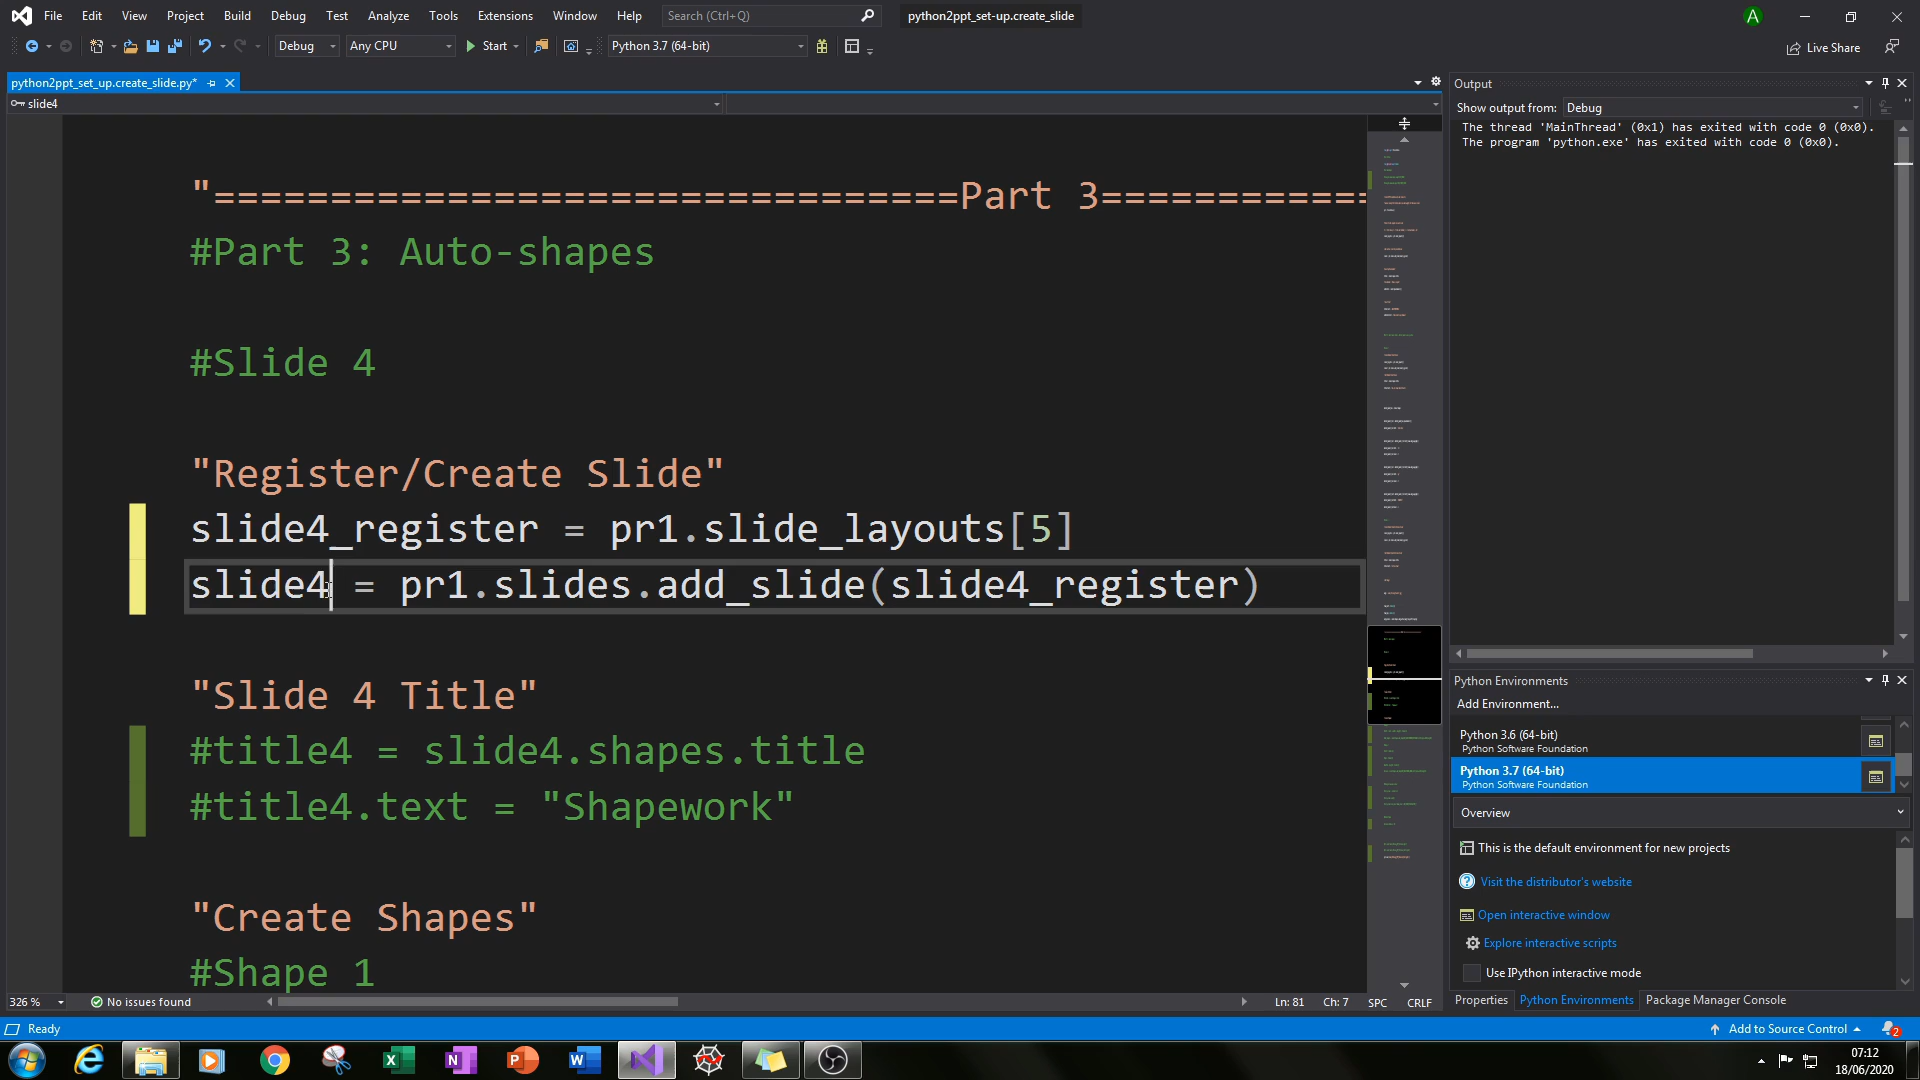 File Edit View Project Build Debug Test Analyze Tools Extensions Window Help Search (Ctrl+Q) python2ppt_set-up.create_slide A
Debug Any CPU Start Python 3.7 (64-bit) Live Share
python2ppt_set_up.create_slide.py*
slide4
"================================Part 3============
#Part 3: Auto-shapes
#Slide 4
"Register/Create Slide"
slide4_register = pr1.slide_layouts[5]
slide4 = pr1.slides.add_slide(slide4_register)
"Slide 4 Title"
#title4 = slide4.shapes.title
#title4.text = "Shapework"
"Create Shapes"
#Shape 1
326 % No issues found Ln: 81 Ch: 7 SPC CRLF
Output
Show output from: Debug
The thread 'MainThread' (0x1) has exited with code 0 (0x0).
The program 'python.exe' has exited with code 0 (0x0).
Python Environments
Add Environment...
Python 3.6 (64-bit)
Python Software Foundation
Python 3.7 (64-bit)
Python Software Foundation
Overview
This is the default environment for new projects
Visit the distributor's website
Open interactive window
Explore interactive scripts
Use IPython interactive mode
Properties Python Environments Package Manager Console
Ready Add to Source Control 2
07:12
18/06/2020